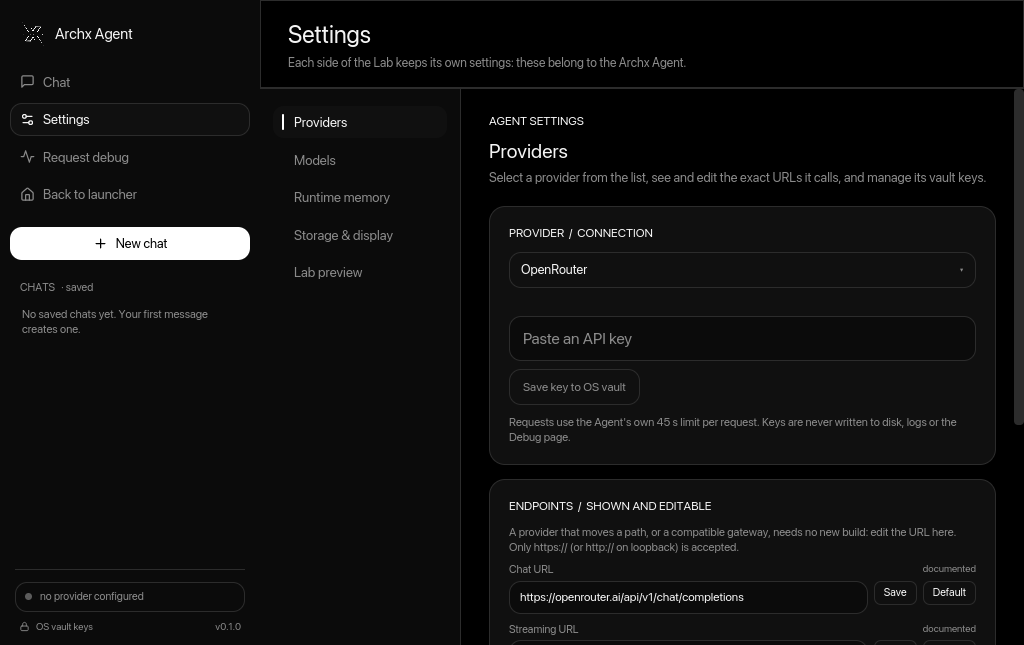 Archx Agent
Chat
Settings
Request debug
Back to launcher
+ New chat
CHATS · saved
No saved chats yet. Your first message
creates one.
no provider configured
OS vault keys
v0.1.0
Settings
Each side of the Lab keeps its own settings: these belong to the Archx Agent.
Providers
Models
Runtime memory
Storage & display
Lab preview
AGENT SETTINGS
Providers
Select a provider from the list, see and edit the exact URLs it calls, and manage its vault keys.
PROVIDER / CONNECTION
OpenRouter
Paste an API key
Save key to OS vault
Requests use the Agent's own 45 s limit per request. Keys are never written to disk, logs or the
Debug page.
ENDPOINTS / SHOWN AND EDITABLE
A provider that moves a path, or a compatible gateway, needs no new build: edit the URL here.
Only https:// (or http:// on loopback) is accepted.
Chat URL
documented
https://openrouter.ai/api/v1/chat/completions
Save
Default
Streaming URL
documented